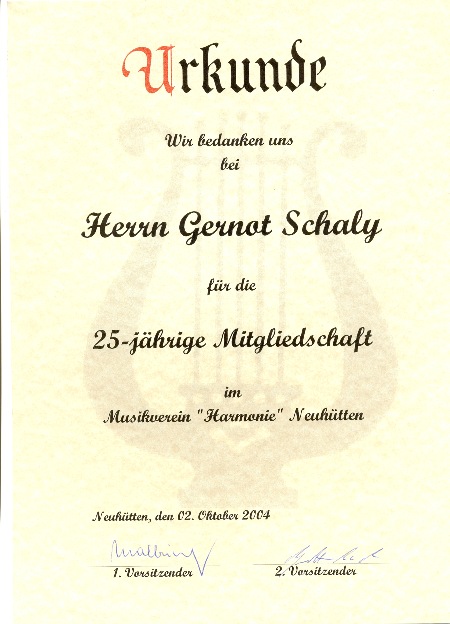 Urkunde
Wir bedanken uns
bei
Herrn Gernot Schaly
für die
25-jährige Mitgliedschaft
im
Musikverein "Harmonie" Neuhütten
Neuhütten, den 02. Oktober 2004
1. Vorsitzender 2. Vorsitzender